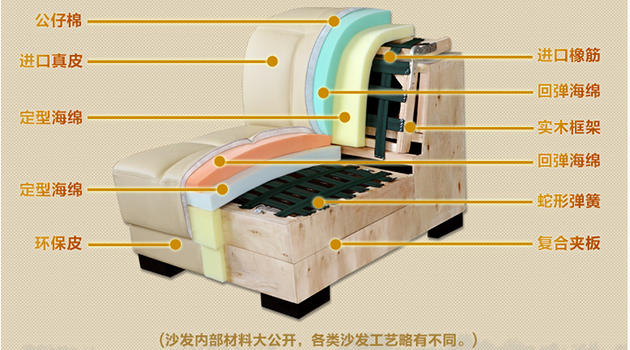 公仔棉
进口真皮
进口橡筋
回弹海绵
定型海绵
实木框架
回弹海绵
定型海绵
蛇形弹簧
环保皮
复合夹板
(沙发内部材料大公开，各类沙发工艺略有不同。)